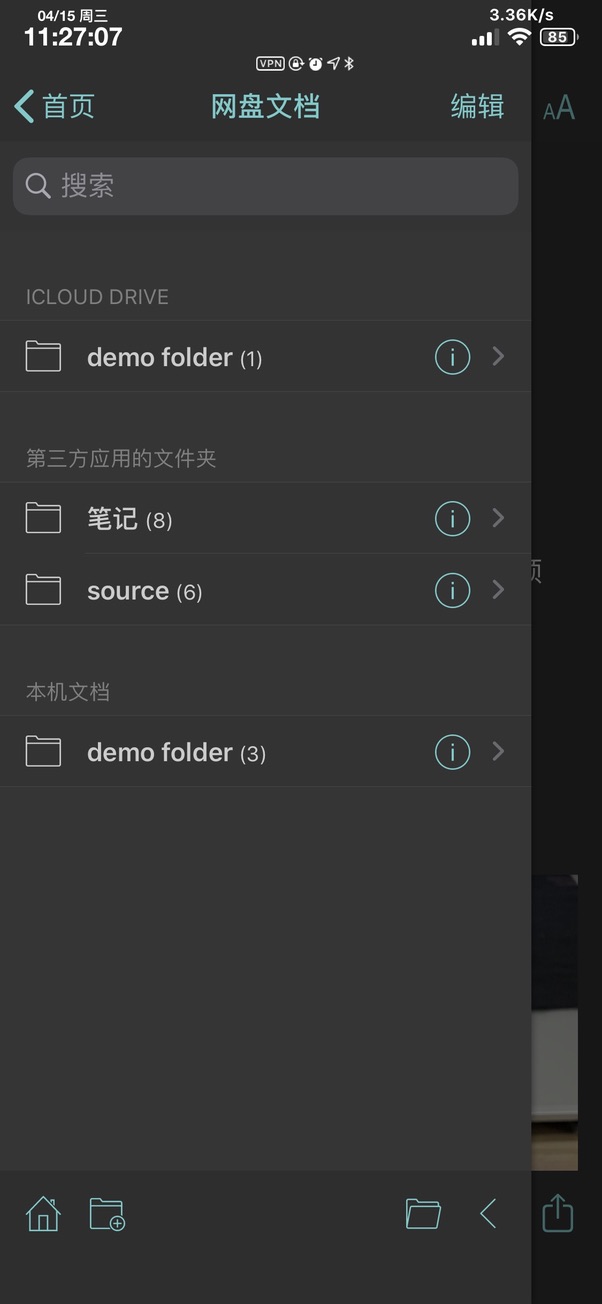 04/15 周三
3.36K/s
11:27:07
85
VPN
首页
网盘文档
编辑
AA
搜索
ICLOUD DRIVE
demo folder (1)
第三方应用的文件夹
笔记 (8)
source (6)
本机文档
demo folder (3)